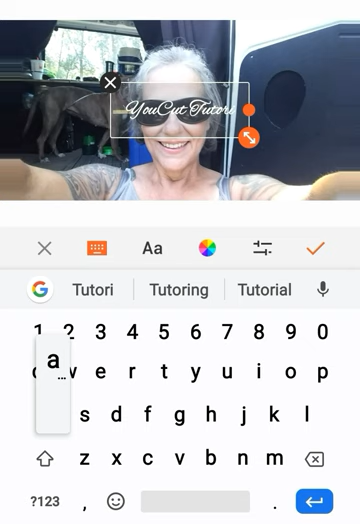 YouCut Tutori
Aa
Tutori Tutoring Tutorial
1 2 3 4 5 6 7 8 9 0
w e r t y u i o p
a s d f g h j k l
z x c v b n m
?123 , .